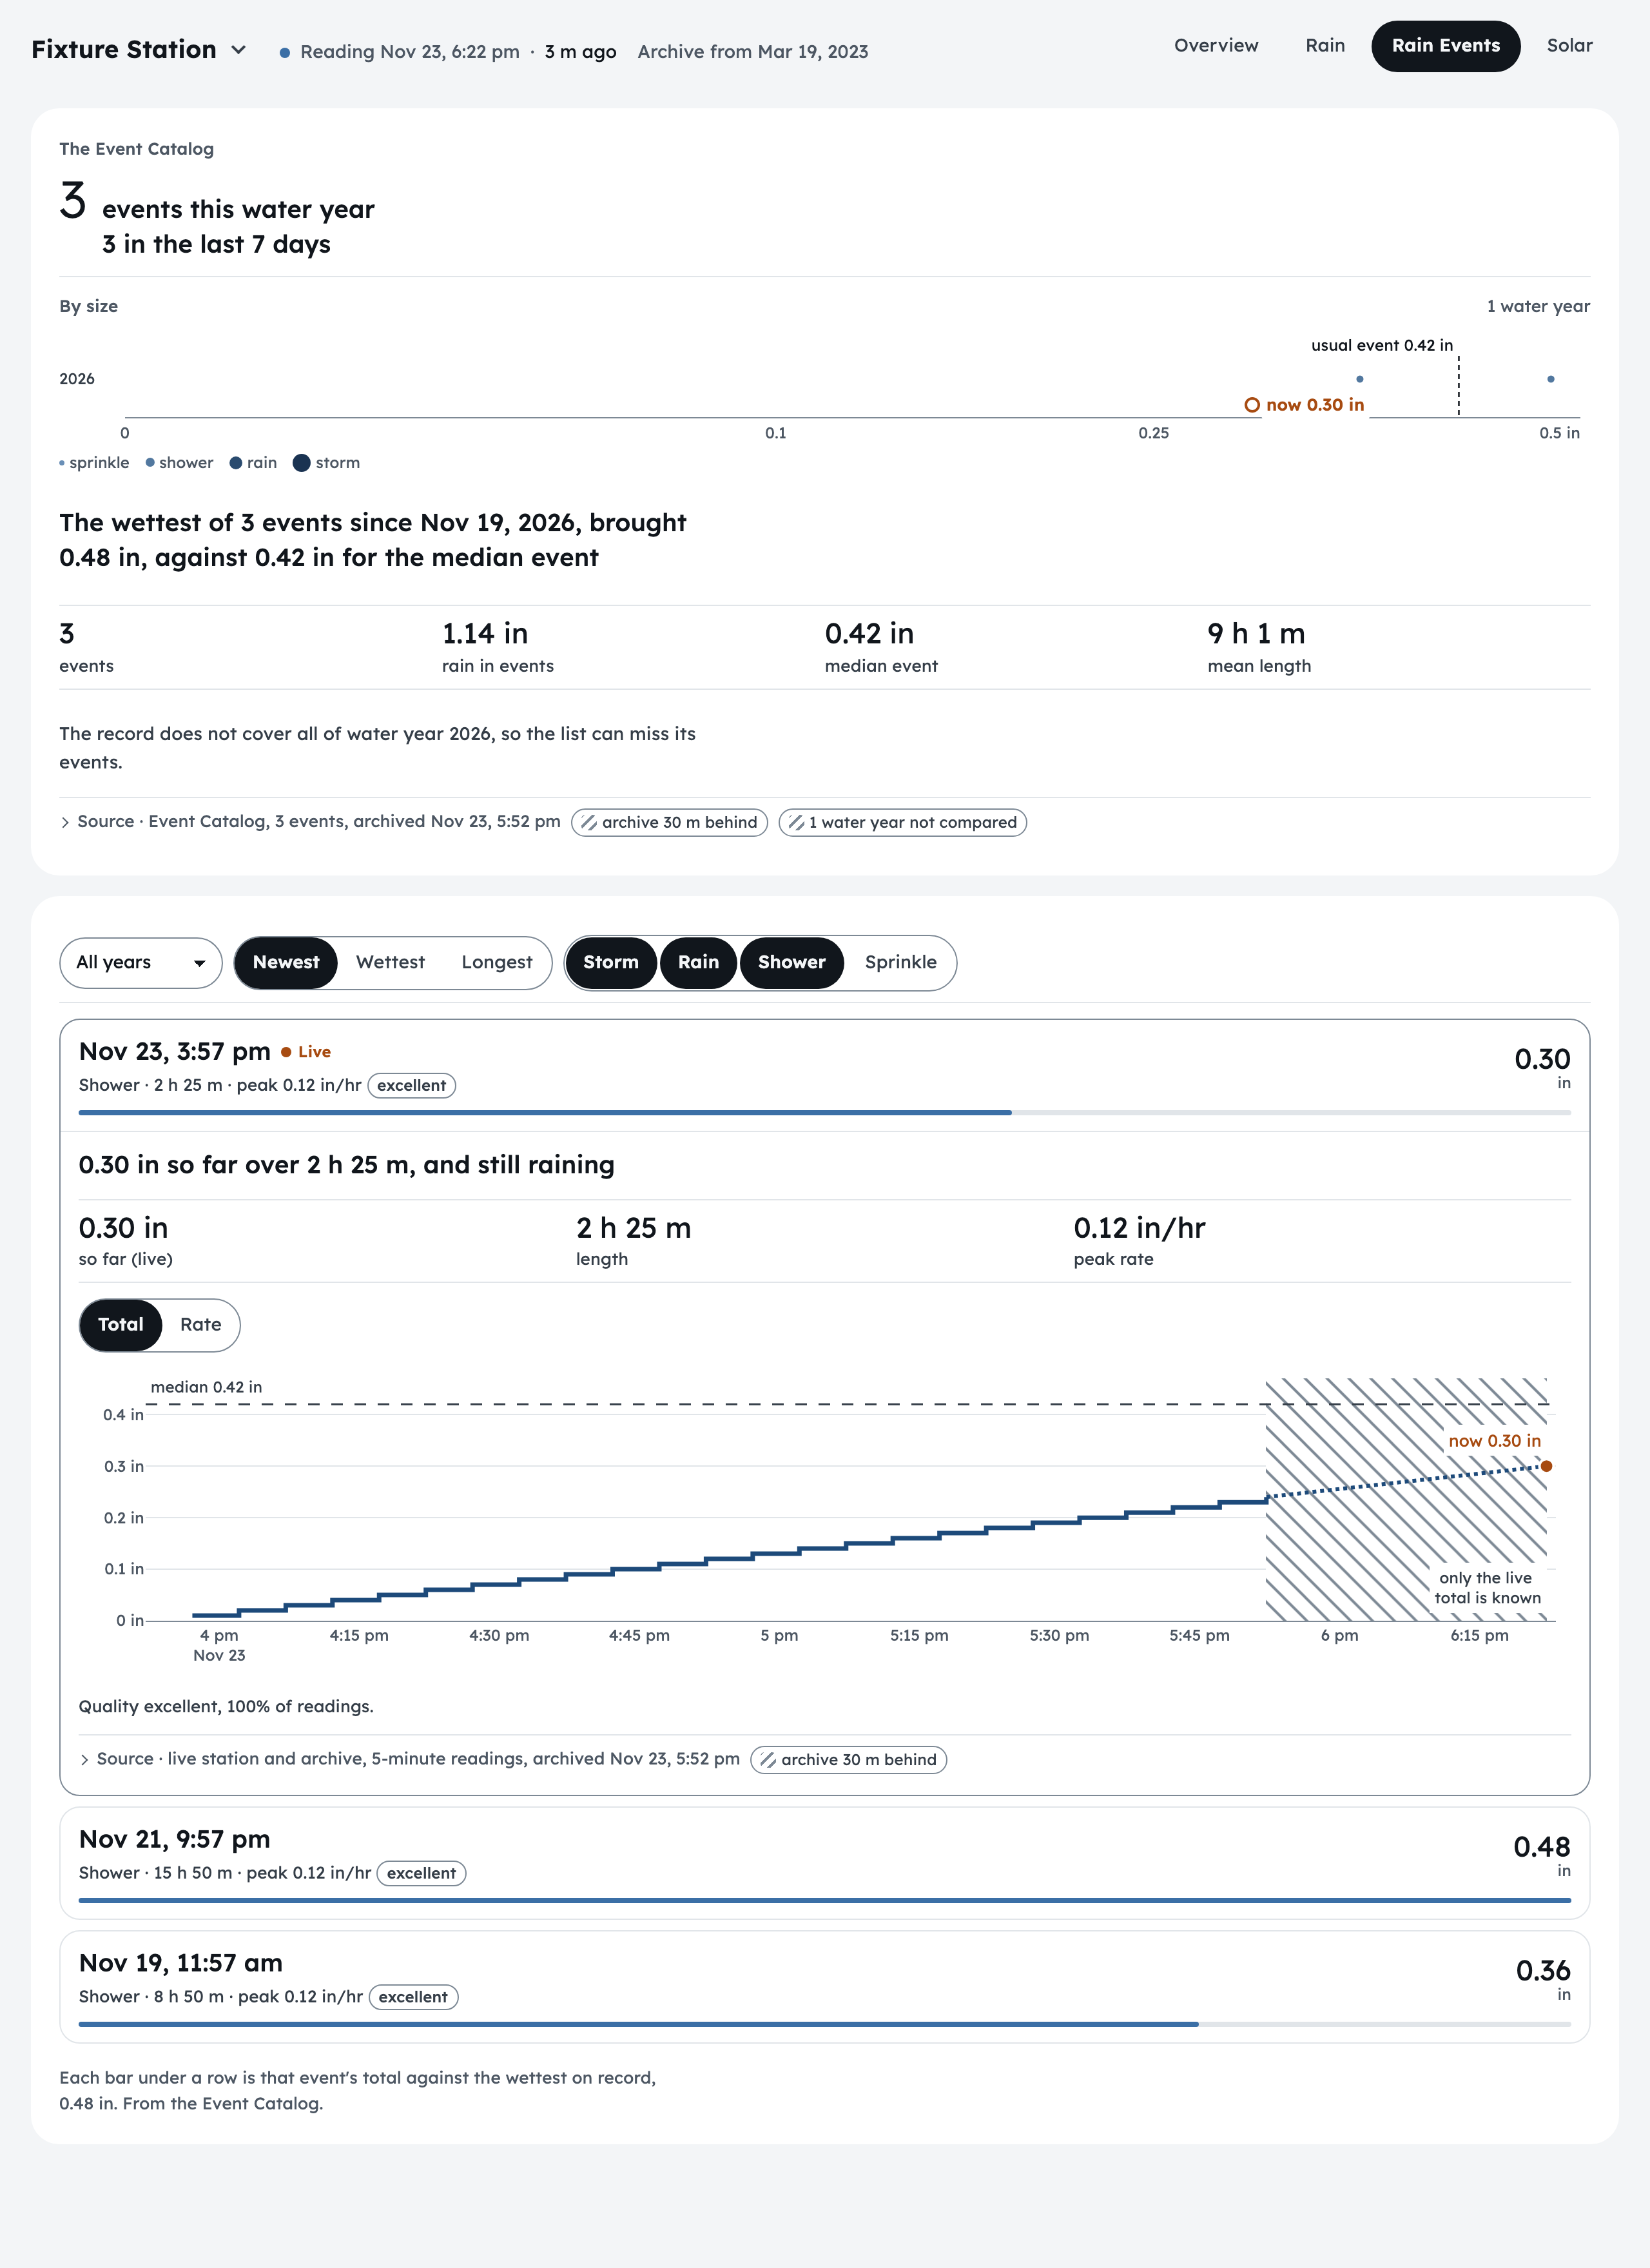 Fixture Station
Reading Nov 23, 6:22 pm · 3 m ago
Archive from Mar 19, 2023
Overview
Rain
Rain Events
Solar
The Event Catalog
3 events this water year
3 in the last 7 days
By size
1 water year
usual event 0.42 in
2026
now 0.30 in
0
0.1
0.25
0.5 in
sprinkle
shower
rain
storm
The wettest of 3 events since Nov 19, 2026, brought
0.48 in, against 0.42 in for the median event
3
events
1.14 in
rain in events
0.42 in
median event
9 h 1 m
mean length
The record does not cover all of water year 2026, so the list can miss its
events.
Source · Event Catalog, 3 events, archived Nov 23, 5:52 pm
archive 30 m behind
1 water year not compared
All years
Newest
Wettest
Longest
Storm
Rain
Shower
Sprinkle
Nov 23, 3:57 pm
Live
Shower · 2 h 25 m · peak 0.12 in/hr
excellent
0.30
in
0.30 in so far over 2 h 25 m, and still raining
0.30 in
so far (live)
2 h 25 m
length
0.12 in/hr
peak rate
Total
Rate
median 0.42 in
0.4 in
now 0.30 in
0.3 in
0.2 in
0.1 in
only the live
total is known
0 in
4 pm
Nov 23
4:15 pm
4:30 pm
4:45 pm
5 pm
5:15 pm
5:30 pm
5:45 pm
6 pm
6:15 pm
Quality excellent, 100% of readings.
Source · live station and archive, 5-minute readings, archived Nov 23, 5:52 pm
archive 30 m behind
Nov 21, 9:57 pm
Shower · 15 h 50 m · peak 0.12 in/hr
excellent
0.48
in
Nov 19, 11:57 am
Shower · 8 h 50 m · peak 0.12 in/hr
excellent
0.36
in
Each bar under a row is that event's total against the wettest on record,
0.48 in. From the Event Catalog.